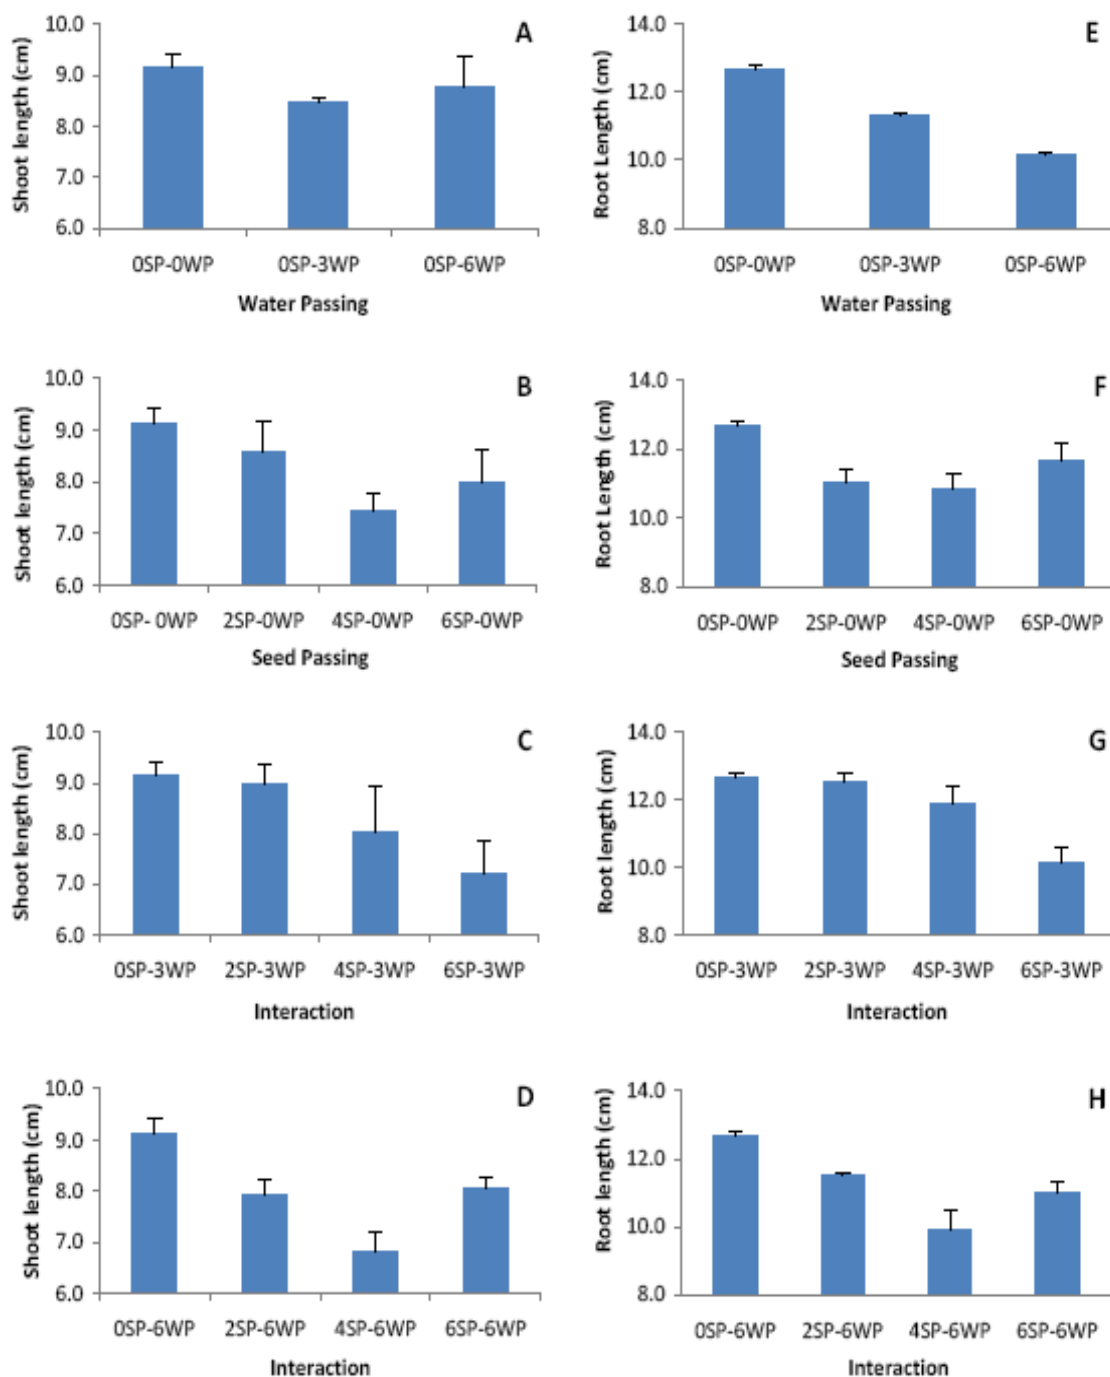 A
Shoot length (cm)
10.0
9.0
8.0
7.0
6.0
0SP-0WP 0SP-3WP 0SP-6WP
Water Passing
E
Root Length (cm)
14.0
12.0
10.0
8.0
0SP-0WP 0SP-3WP 0SP-6WP
Water Passing
B
Shoot length (cm)
10.0
9.0
8.0
7.0
6.0
0SP- 0WP 2SP-0WP 4SP-0WP 6SP-0WP
Seed Passing
F
Root Length (cm)
14.0
12.0
10.0
8.0
0SP-0WP 2SP-0WP 4SP-0WP 6SP-0WP
Seed Passing
C
Shoot length (cm)
10.0
9.0
8.0
7.0
6.0
0SP-3WP 2SP-3WP 4SP-3WP 6SP-3WP
Interaction
G
Root length (cm)
14.0
12.0
10.0
8.0
0SP-3WP 2SP-3WP 4SP-3WP 6SP-3WP
Interaction
D
Shoot length (cm)
10.0
9.0
8.0
7.0
6.0
0SP-6WP 2SP-6WP 4SP-6WP 6SP-6WP
Interaction
H
Root length (cm)
14.0
12.0
10.0
8.0
0SP-6WP 2SP-6WP 4SP-6WP 6SP-6WP
Interaction